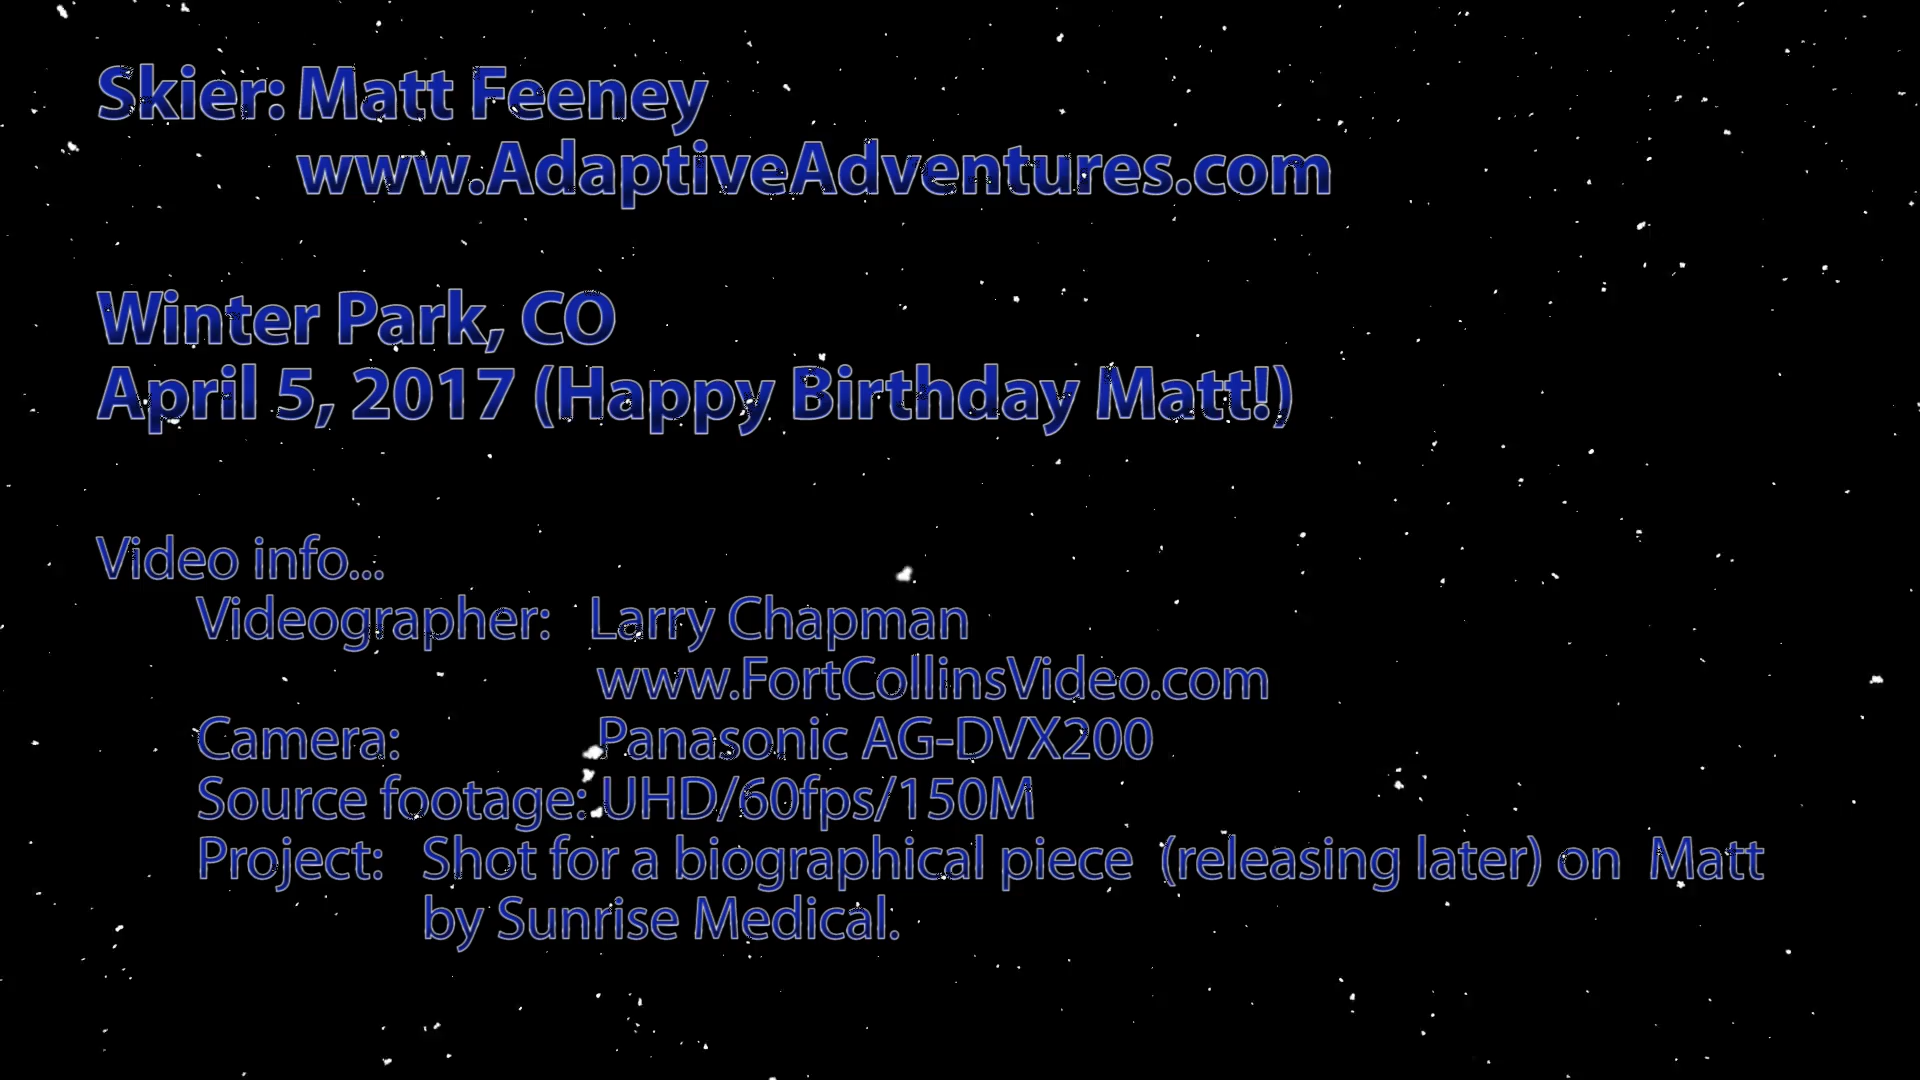 Skier: Matt Feeney
www.AdaptiveAdventures.com
Winter Park, CO
April 5, 2017 (Happy Birthday Matt!)
Video info...
Videographer: Larry Chapman
www.FortCollinsVideo.com
Camera: Panasonic AG-DVX200
Source footage: UHD/60fps/150M
Project: Shot for a biographical piece (releasing later) on Matt
by Sunrise Medical.